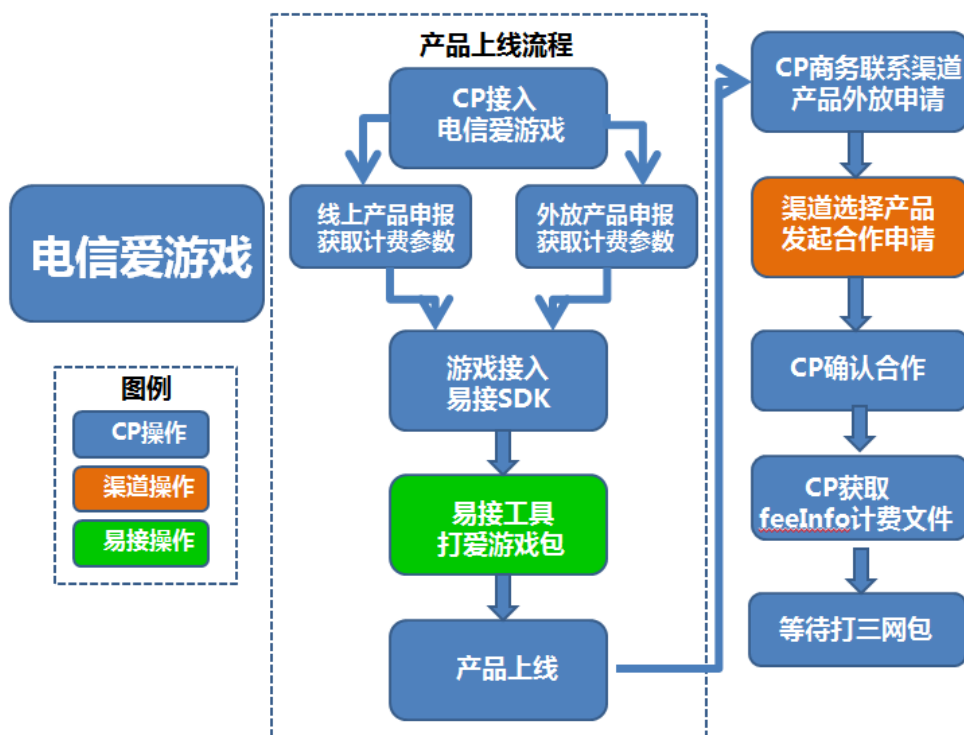 电信爱游戏
图例
CP操作
渠道操作
易接操作
产品上线流程
CP接入
电信爱游戏
线上产品申报
获取计费参数
外放产品申报
获取计费参数
游戏接入
易接SDK
易接工具
打爱游戏包
产品上线
CP商务联系渠道
产品外放申请
渠道选择产品
发起合作申请
CP确认合作
CP获取
feeInfo计费文件
等待打三网包